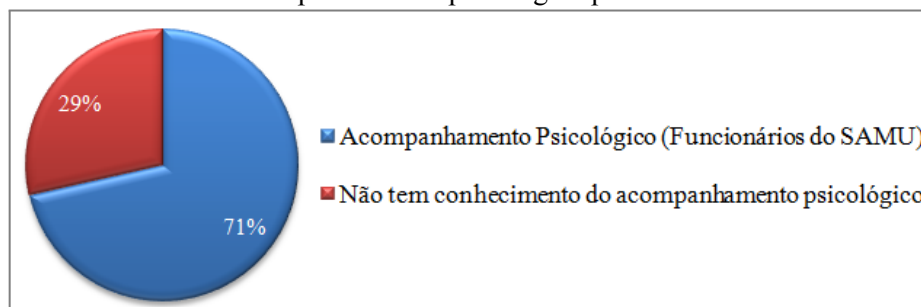 29%
71%
Acompanhamento Psicológico (Funcionários do SAMU)
Não tem conhecimento do acompanhamento psicológico